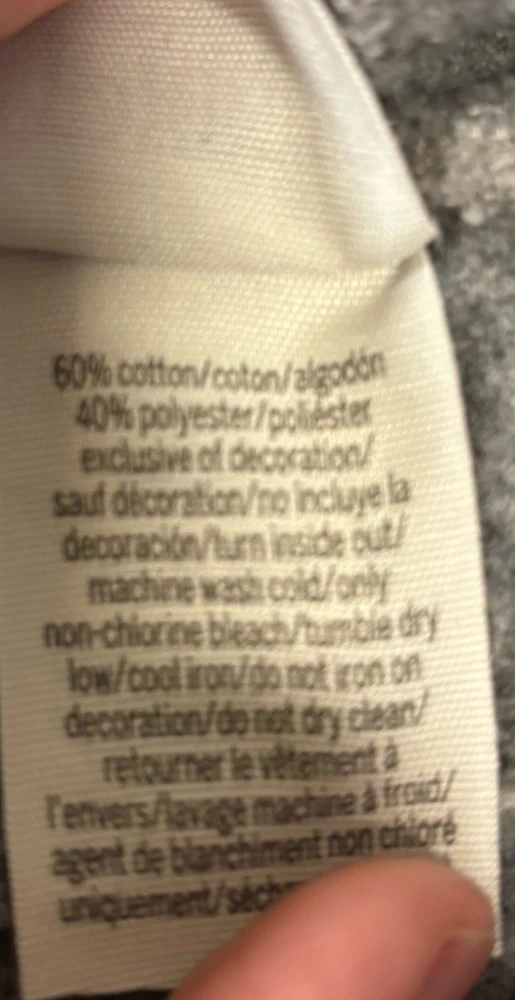 60% cotton/coton/algodón
40% polyester/poliéster
exclusive of decoration/
sauf décoration/no incluye la
decoración/turn inside out/
machine wash cold/only
non-chlorine bleach/tumble dry
low/cool iron/do not iron on
decoration/do not dry clean/
retourner le vêtement à
l'envers/lavage machine à froid/
agent de blanchiment non chloré
uniquement/séch